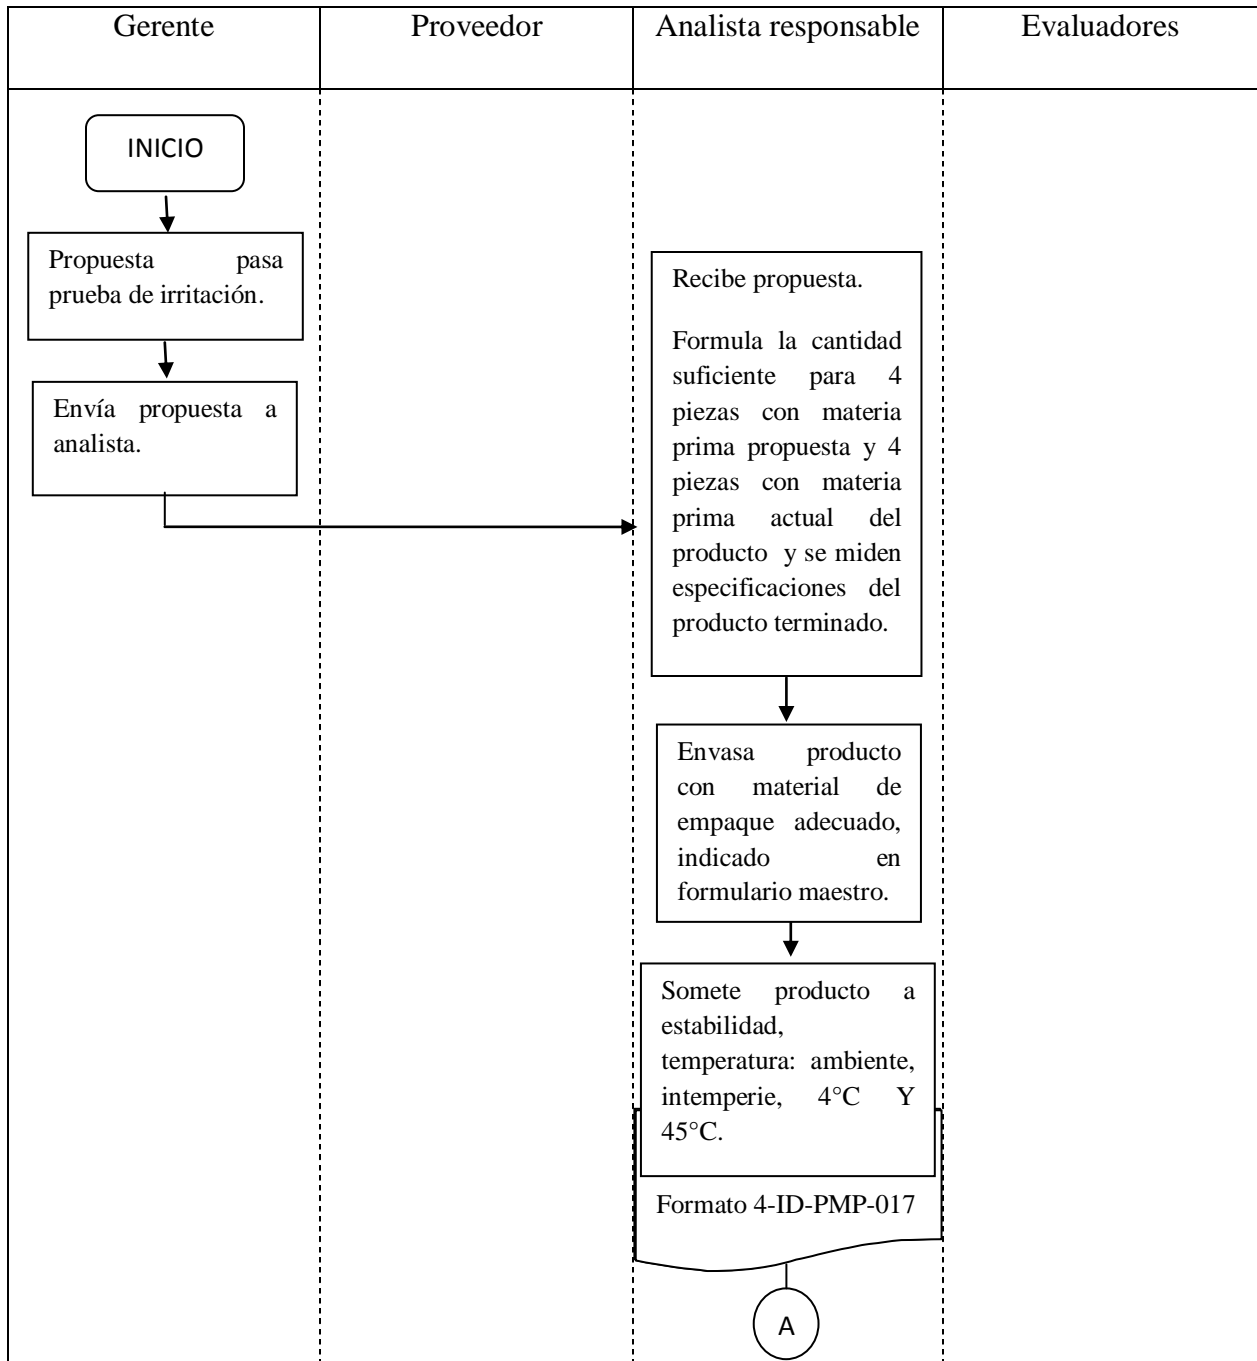 Gerente
Proveedor
Analista responsable
Evaluadores
INICIO
Propuesta pasa
prueba de irritación.
Envía propuesta a
analista.
Recibe propuesta.
Formula la cantidad
suficiente para 4
piezas con materia
prima propuesta y 4
piezas con materia
prima actual del
producto y se miden
especificaciones del
producto terminado.
Envasa producto
con material de
empaque adecuado,
indicado en
formulario maestro.
Somete producto a
estabilidad,
temperatura: ambiente,
intemperie, 4°C Y
45°C.
Formato 4-ID-PMP-017
A